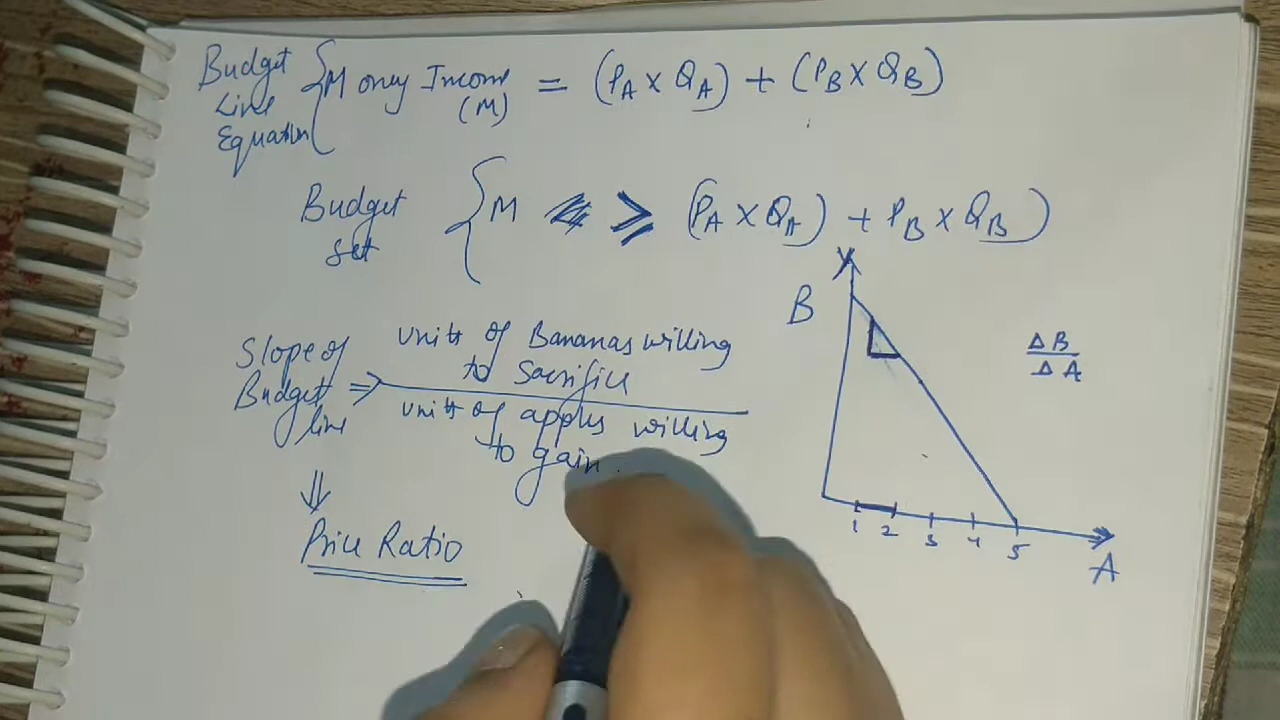 Budget Line Equation { Money Income (M) = (PA × QA) + (PB × QB)
Budget set { M ≥ (PA × QA) + PB × QB)
Slope of Budget line ⇒ units of Bananas willing to Sacrifice
units of apples willing to gain
⇓
Price Ratio
Y
B
ΔB
ΔA
1 2 3 4 5
A